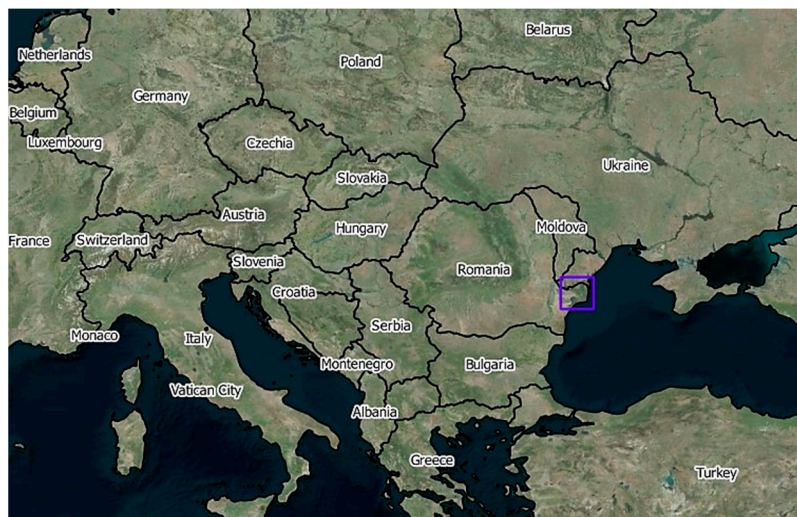 Netherlands
Belarus
Poland
Germany
Belgium
Luxembourg
Czechia
Ukraine
Slovakia
Austria
Hungary
Moldova
France
Switzerland
Slovenia
Romania
Croatia
Serbia
Monaco
Italy
Montenegro
Bulgaria
Vatican City
Albania
Greece
Turkey